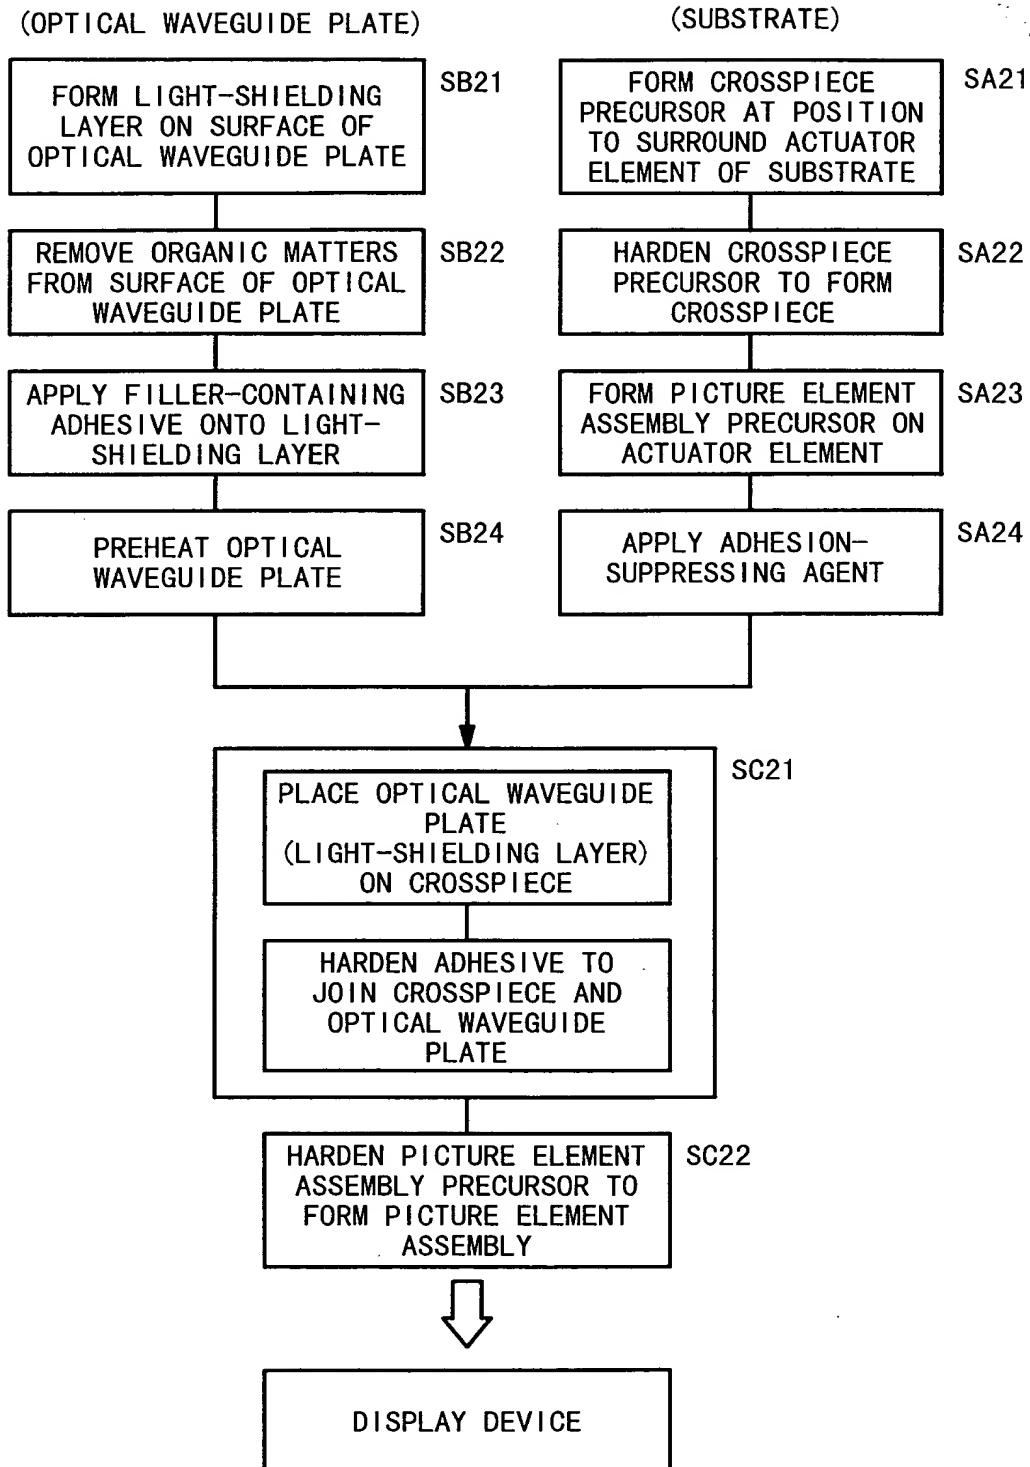 (OPTICAL WAVEGUIDE PLATE)
FORM LIGHT-SHIELDING
LAYER ON SURFACE OF
OPTICAL WAVEGUIDE PLATE
SB21
REMOVE ORGANIC MATTERS
FROM SURFACE OF OPTICAL
WAVEGUIDE PLATE
SB22
APPLY FILLER-CONTAINING
ADHESIVE ONTO LIGHT-
SHIELDING LAYER
SB23
PREHEAT OPTICAL
WAVEGUIDE PLATE
SB24
(SUBSTRATE)
FORM CROSSPIECE
PRECURSOR AT POSITION
TO SURROUND ACTUATOR
ELEMENT OF SUBSTRATE
SA21
HARDEN CROSSPIECE
PRECURSOR TO FORM
CROSSPIECE
SA22
FORM PICTURE ELEMENT
ASSEMBLY PRECURSOR ON
ACTUATOR ELEMENT
SA23
APPLY ADHESION-
SUPPRESSING AGENT
SA24
SC21
PLACE OPTICAL WAVEGUIDE
PLATE
(LIGHT-SHIELDING LAYER)
ON CROSSPIECE
HARDEN ADHESIVE TO
JOIN CROSSPIECE AND
OPTICAL WAVEGUIDE
PLATE
HARDEN PICTURE ELEMENT
ASSEMBLY PRECURSOR TO
FORM PICTURE ELEMENT
ASSEMBLY
SC22
DISPLAY DEVICE